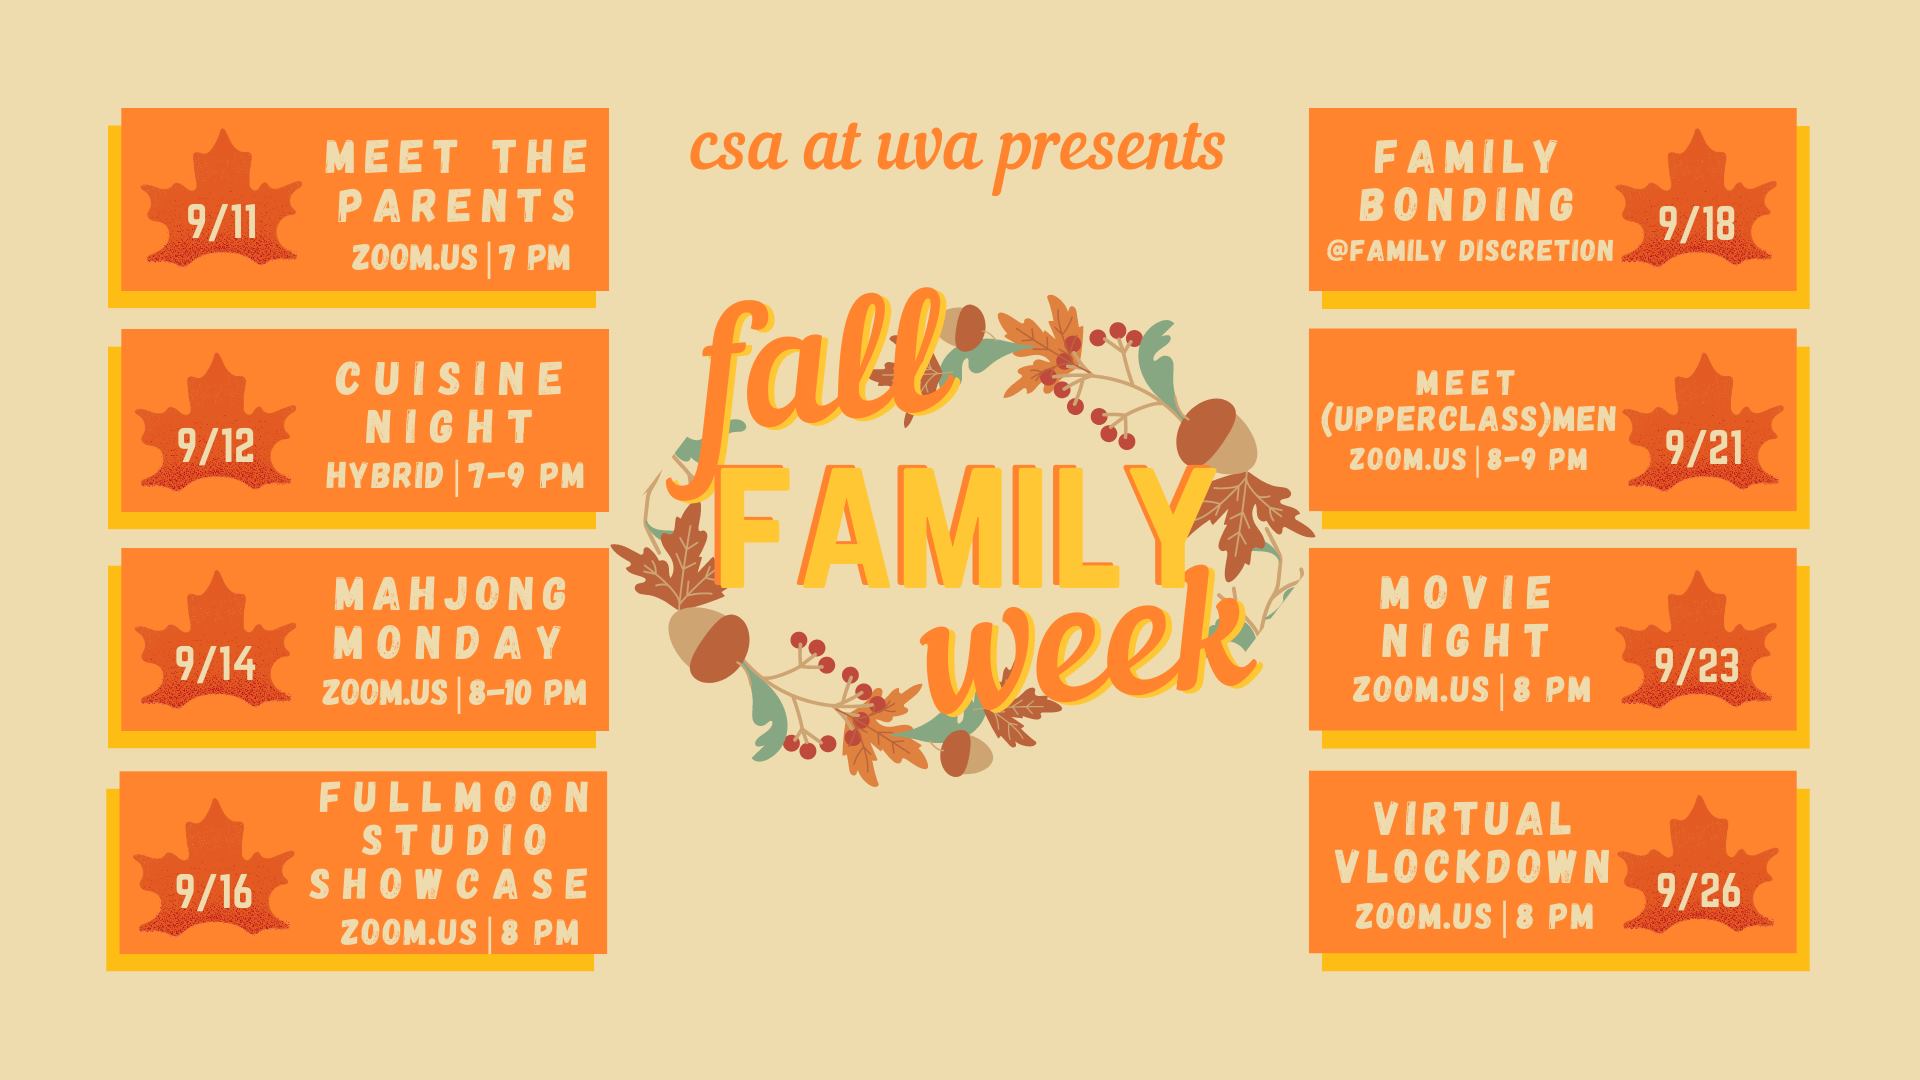 csa at uva presents
fall
FAMILY
week
9/11
MEET THE
PARENTS
ZOOM.US | 7 PM
9/12
CUISINE
NIGHT
HYBRID | 7-9 PM
9/14
MAHJONG
MONDAY
ZOOM.US | 8-10 PM
9/16
FULLMOON
STUDIO
SHOWCASE
ZOOM.US | 8 PM
FAMILY
BONDING
@FAMILY DISCRETION
9/18
MEET
(UPPERCLASS)MEN
ZOOM.US | 8-9 PM
9/21
MOVIE
NIGHT
ZOOM.US | 8 PM
9/23
VIRTUAL
VLOCKDOWN
ZOOM.US | 8 PM
9/26